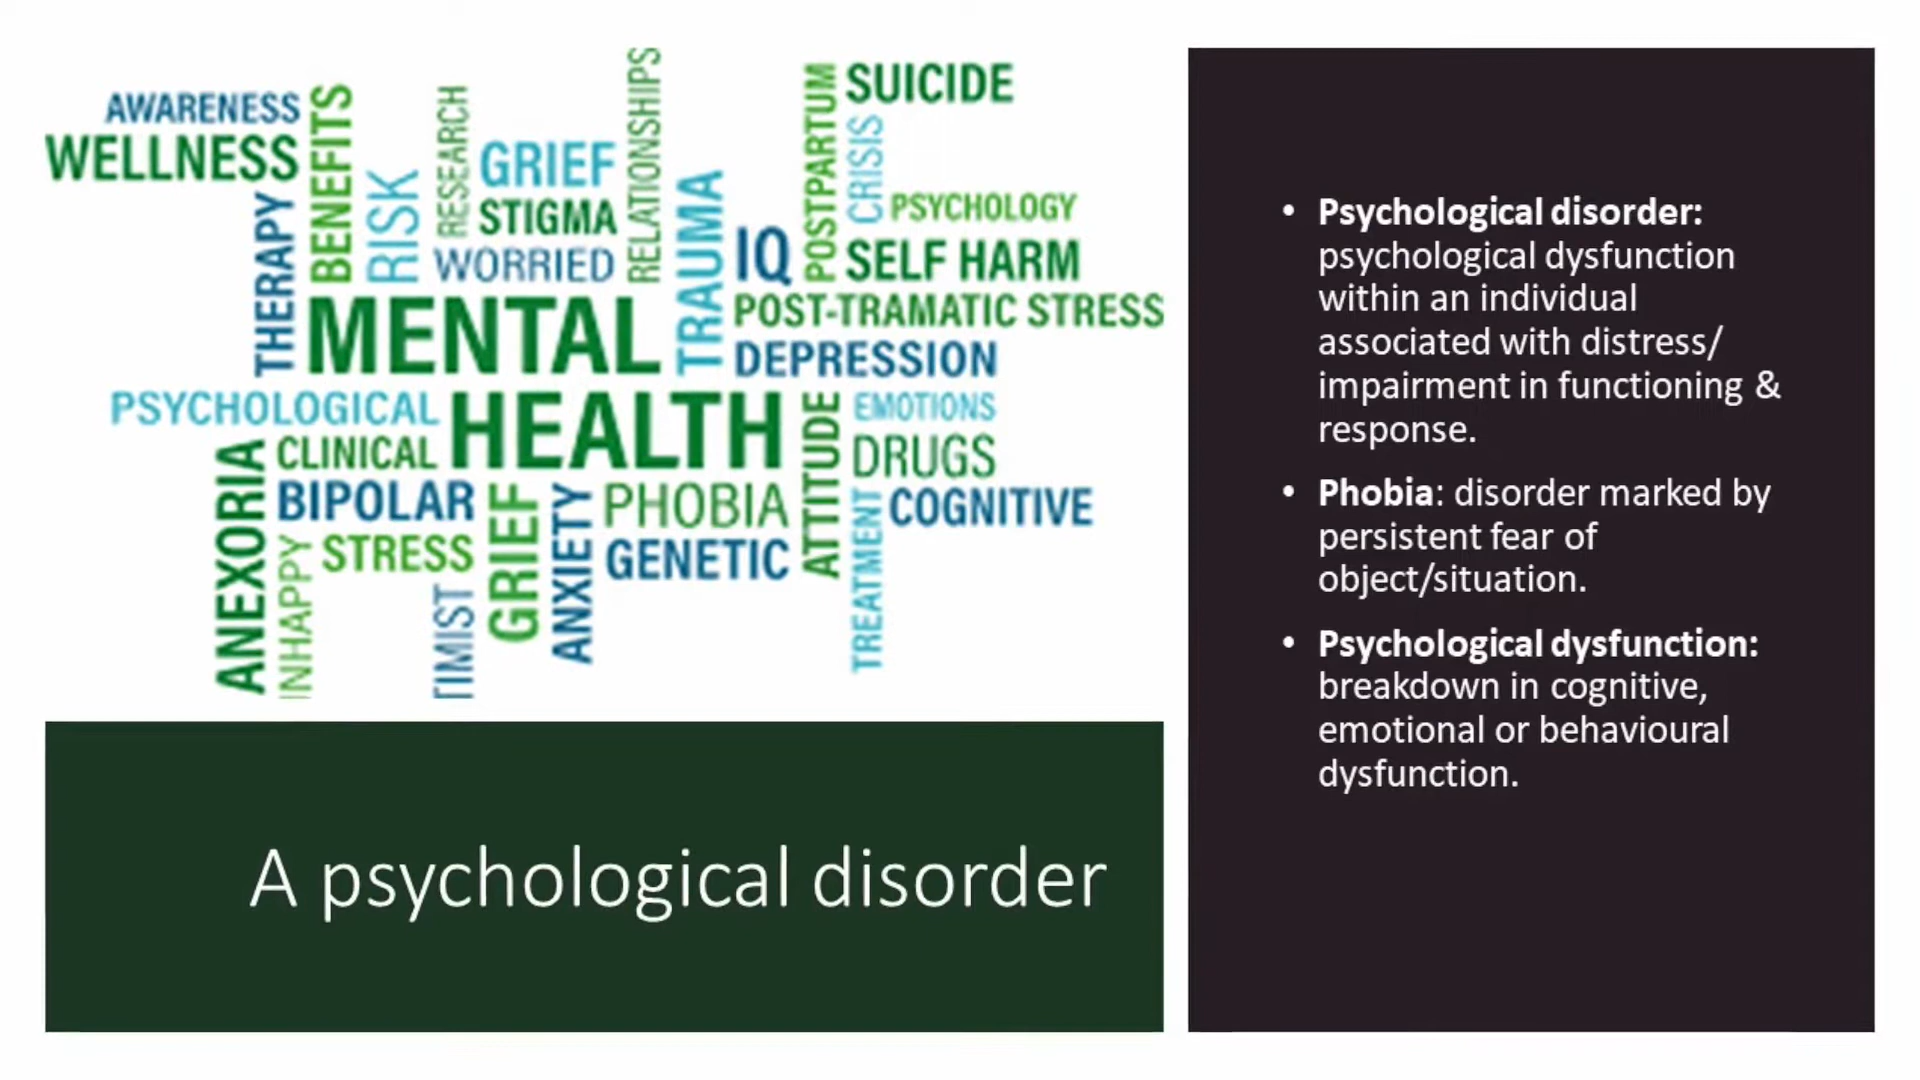 AWARENESS
WELLNESS
THERAPY
BENEFITS
RISK
RESEARCH
GRIEF
STIGMA
WORRIED
RELATIONSHIPS
TRAUMA
IQ
POSTPARTUM
SUICIDE
CRISIS
PSYCHOLOGY
SELF HARM
POST-TRAMATIC STRESS
DEPRESSION
MENTAL
HEALTH
PSYCHOLOGICAL
CLINICAL
BIPOLAR
STRESS
ANEXORIA
INHAPPY
TIMIST
GRIEF
ANXIETY
PHOBIA
GENETIC
ATTITUDE
EMOTIONS
DRUGS
COGNITIVE
TREATMENT
A psychological disorder
• Psychological disorder:
psychological dysfunction
within an individual
associated with distress/
impairment in functioning &
response.
• Phobia: disorder marked by
persistent fear of
object/situation.
• Psychological dysfunction:
breakdown in cognitive,
emotional or behavioural
dysfunction.